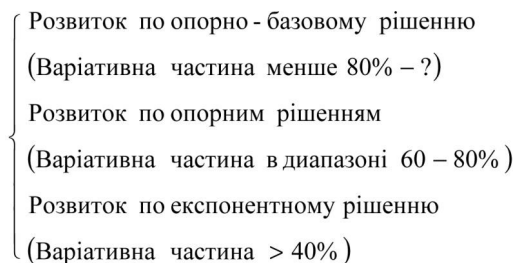 Розвиток по опорно - базовому рішенню
(Варіативна частина менше 80% – ?)
Розвиток по опорним рішенням
(Варіативна частина в диапазоні 60 – 80% )
Розвиток по експонентному рішенню
(Варіативна частина > 40% )